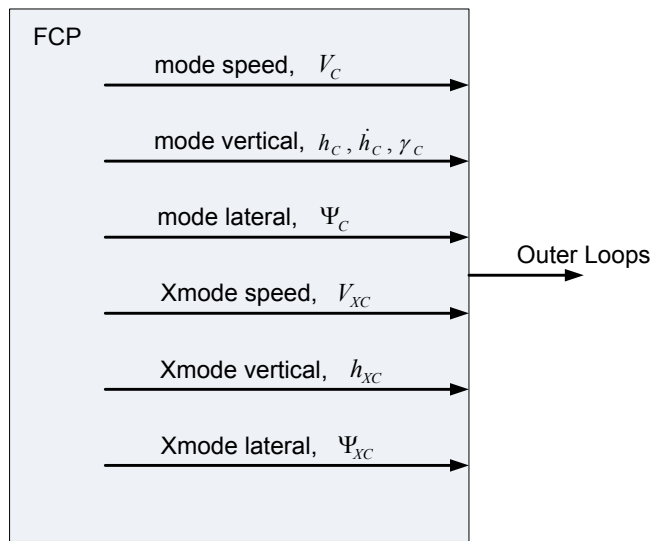 FCP
mode speed, V_C
mode vertical, h_C , ḣ_C , γ_C
mode lateral, Ψ_C
Outer Loops
Xmode speed, V_XC
Xmode vertical, h_XC
Xmode lateral, Ψ_XC